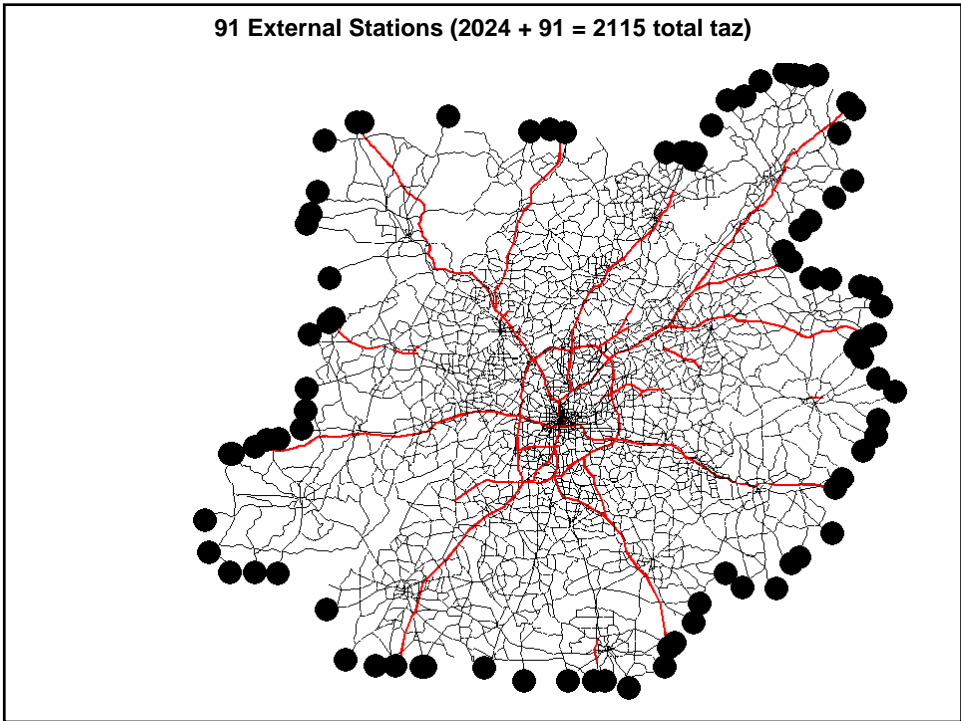 91 External Stations (2024 + 91 = 2115 total taz)